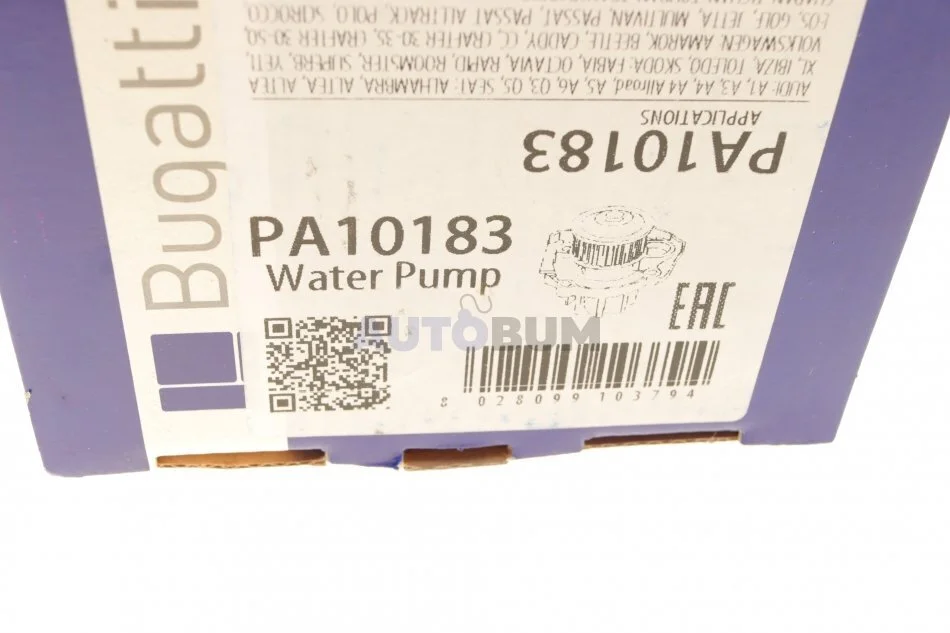 Bugatti
PA10183
APPLICATIONS
AUDI: A1, A3, A4, A4 Allroad, A5, A6, Q3, Q5, SEAT: ALHAMBRA, ALTEA, ALTEA
XL, IBIZA, TOLEDO, SKODA: FABIA, OCTAVIA, RAPID, ROOMSTER, SUPERB, YETI,
VOLKSWAGEN: AMAROK, BEETLE, CADDY, CC, CRAFTER 30-35, CRAFTER 30-50,
EOS, GOLF, JETTA, MULTIVAN, PASSAT, PASSAT ALLTRACK, POLO, SCIROCCO,
PA10183
Water Pump
EAC
AUTOBUM
8 028099 103794